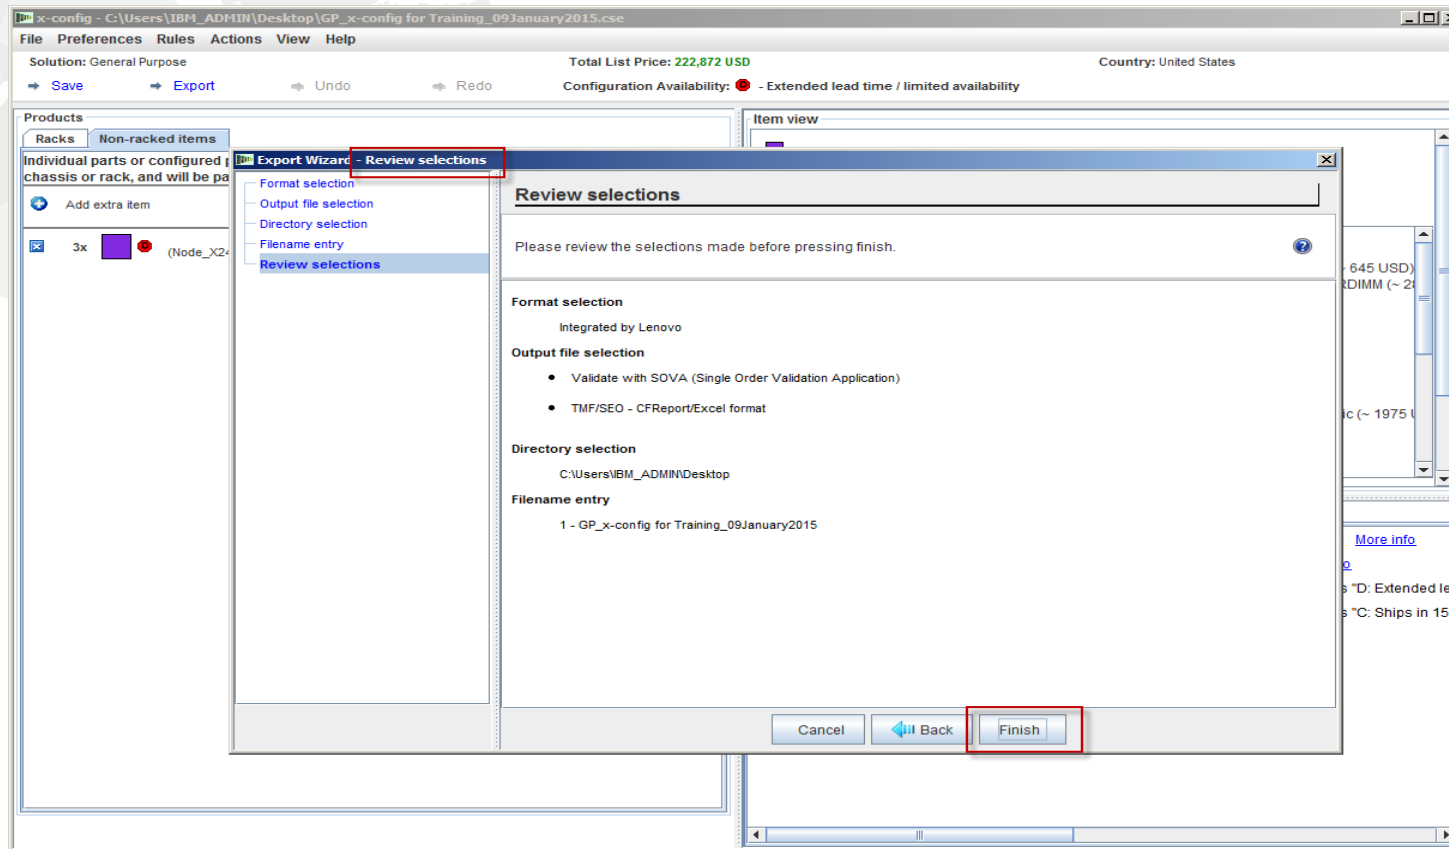 x-config - C:\Users\IBM_ADMIN\Desktop\GP_x-config for Training_09January2015.cse
File Preferences Rules Actions View Help
Solution: General Purpose
Total List Price: 222,872 USD
Country: United States
Save
Export
Undo
Redo
Configuration Availability: D - Extended lead time / limited availability
Products
Racks
Non-racked items
Individual parts or configured
chassis or rack, and will be pa
Add extra item
3x
D
(Node_X24
Item view
645 USD)
RDIMM (~ 28
ic (~ 1975 U
More info
o
s "D: Extended le
s "C: Ships in 15
Export Wizard - Review selections
Format selection
Output file selection
Directory selection
Filename entry
Review selections
Review selections
Please review the selections made before pressing finish.
Format selection
Integrated by Lenovo
Output file selection
• Validate with SOVA (Single Order Validation Application)
• TMF/SEO - CFReport/Excel format
Directory selection
C:\Users\IBM_ADMIN\Desktop
Filename entry
1 - GP_x-config for Training_09January2015
Cancel
Back
Finish